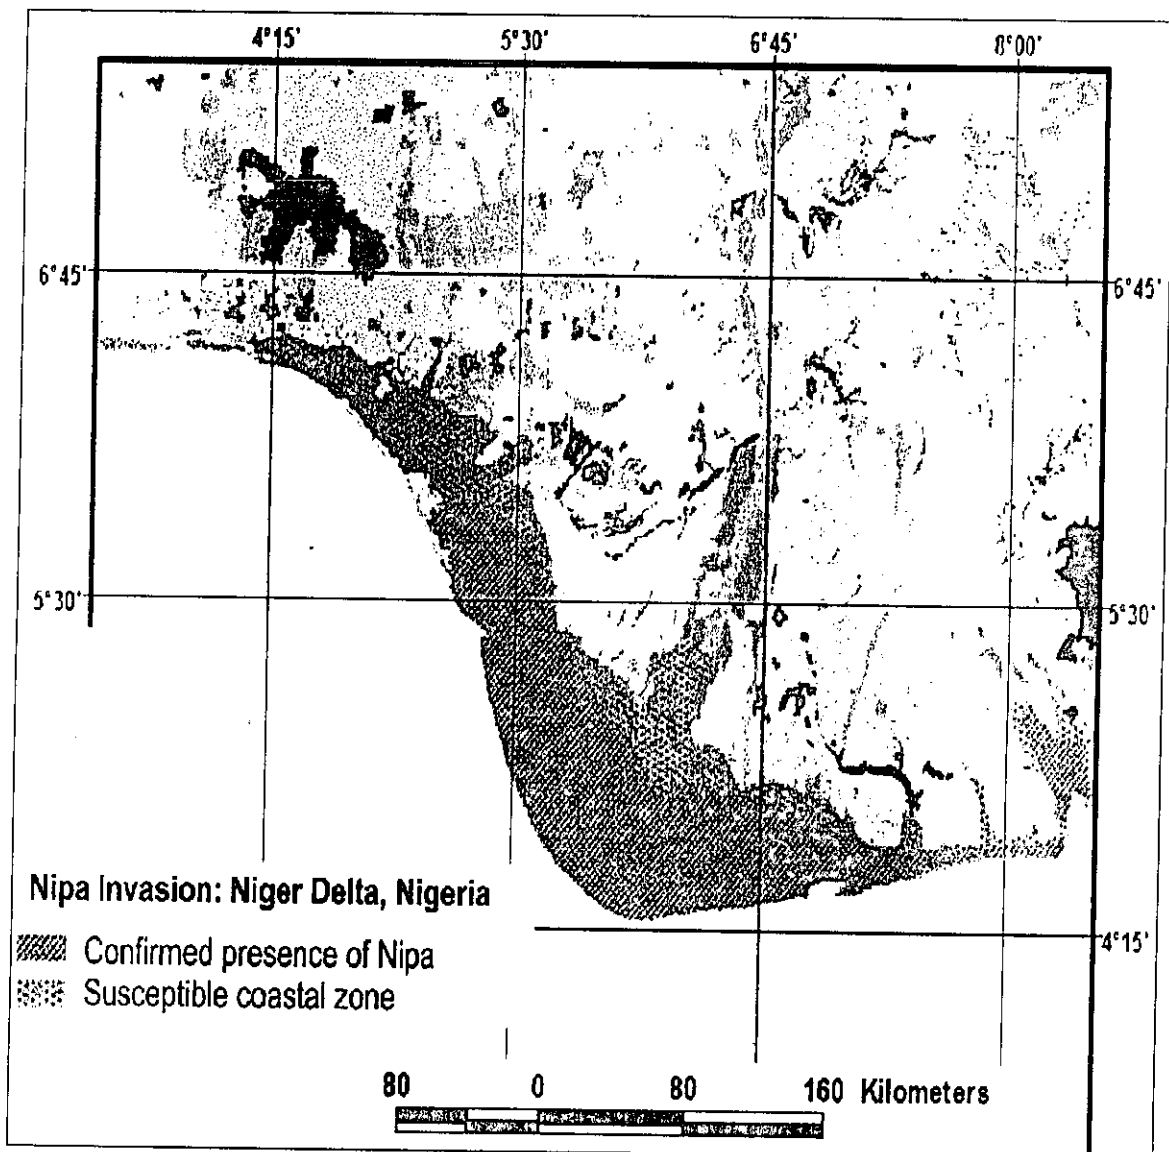 4°15' 5°30' 6°45' 8°00'
6°45' 6°45'
5°30' 5°30'
Nipa Invasion: Niger Delta, Nigeria
4°15'
Confirmed presence of Nipa
Susceptible coastal zone
80 0 80 160 Kilometers